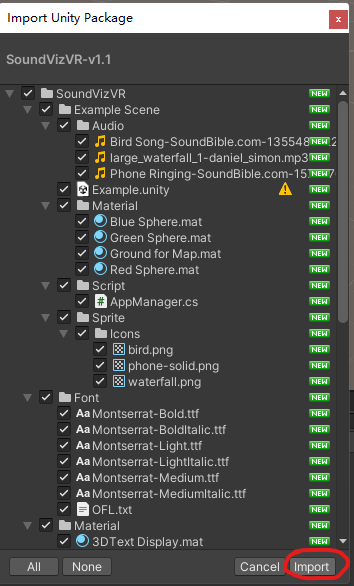 Import Unity Package
x
SoundVizVR-v1.1
SoundVizVR NEW
Example Scene NEW
Audio NEW
Bird Song-SoundBible.com-13554 NEW
large_waterfall_1-daniel_simon.mp3 NEW
Phone Ringing-SoundBible.com-15 NEW
Example.unity NEW
Material NEW
Blue Sphere.mat NEW
Green Sphere.mat NEW
Ground for Map.mat NEW
Red Sphere.mat NEW
Script NEW
# AppManager.cs NEW
Sprite NEW
Icons NEW
bird.png NEW
phone-solid.png NEW
waterfall.png NEW
Font NEW
Aa Montserrat-Bold.ttf NEW
Aa Montserrat-BoldItalic.ttf NEW
Aa Montserrat-Light.ttf NEW
Aa Montserrat-LightItalic.ttf NEW
Aa Montserrat-Medium.ttf NEW
Aa Montserrat-MediumItalic.ttf NEW
OFL.txt NEW
Material NEW
3DText Display.mat NEW
All None Cancel Import